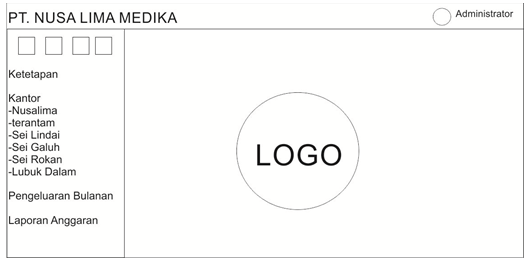 PT. NUSA LIMA MEDIKA
Administrator
Ketetapan
Kantor
-Nusalima
-terantam
-Sei Lindai
-Sei Galuh
-Sei Rokan
-Lubuk Dalam
Pengeluaran Bulanan
Laporan Anggaran
LOGO